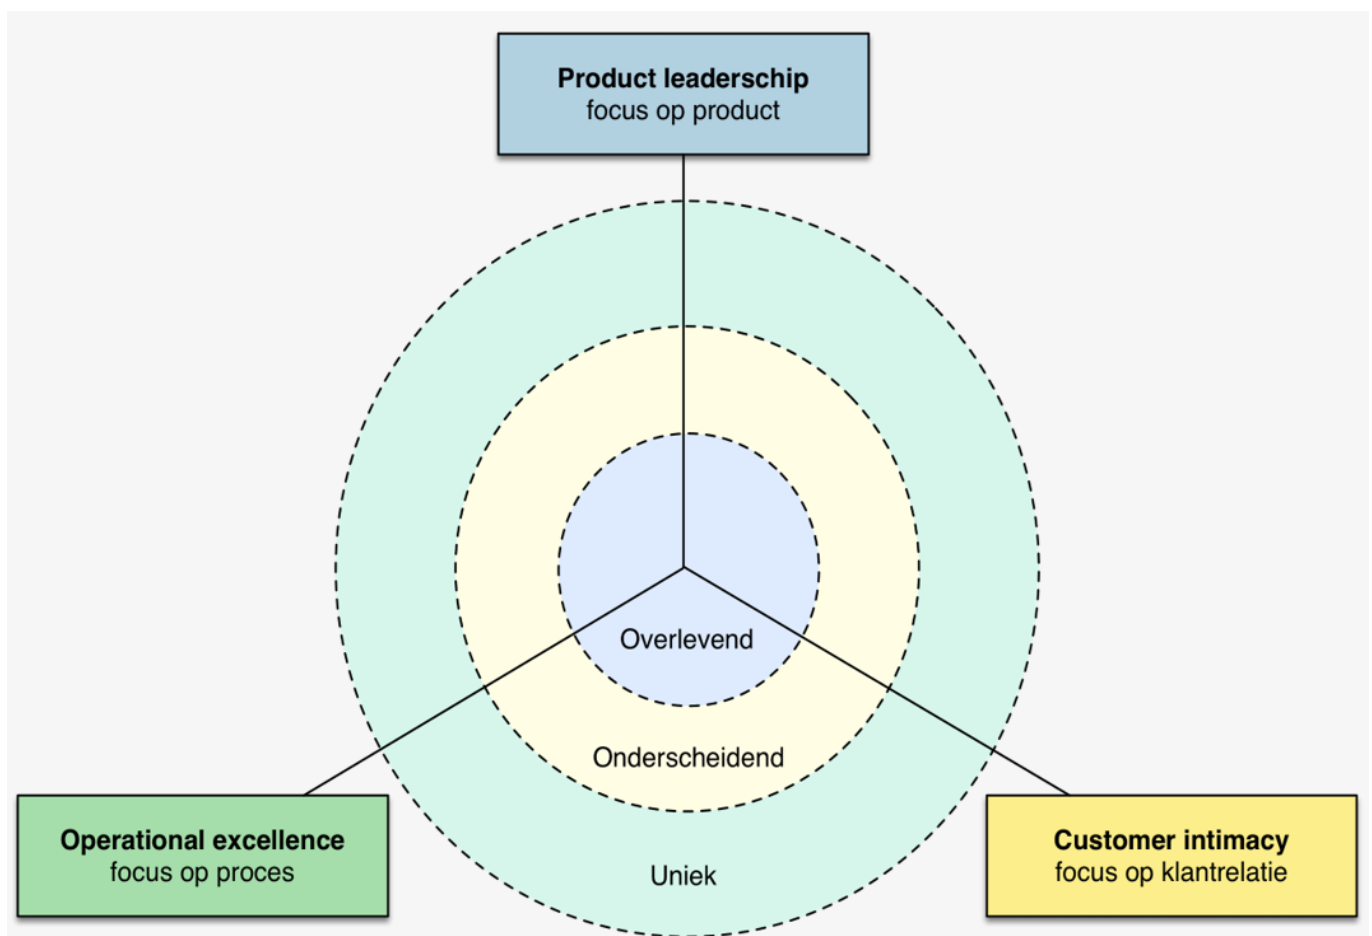 Product leaderschip
focus op product
Overlevend
Onderscheidend
Uniek
Operational excellence
focus op proces
Customer intimacy
focus op klantrelatie